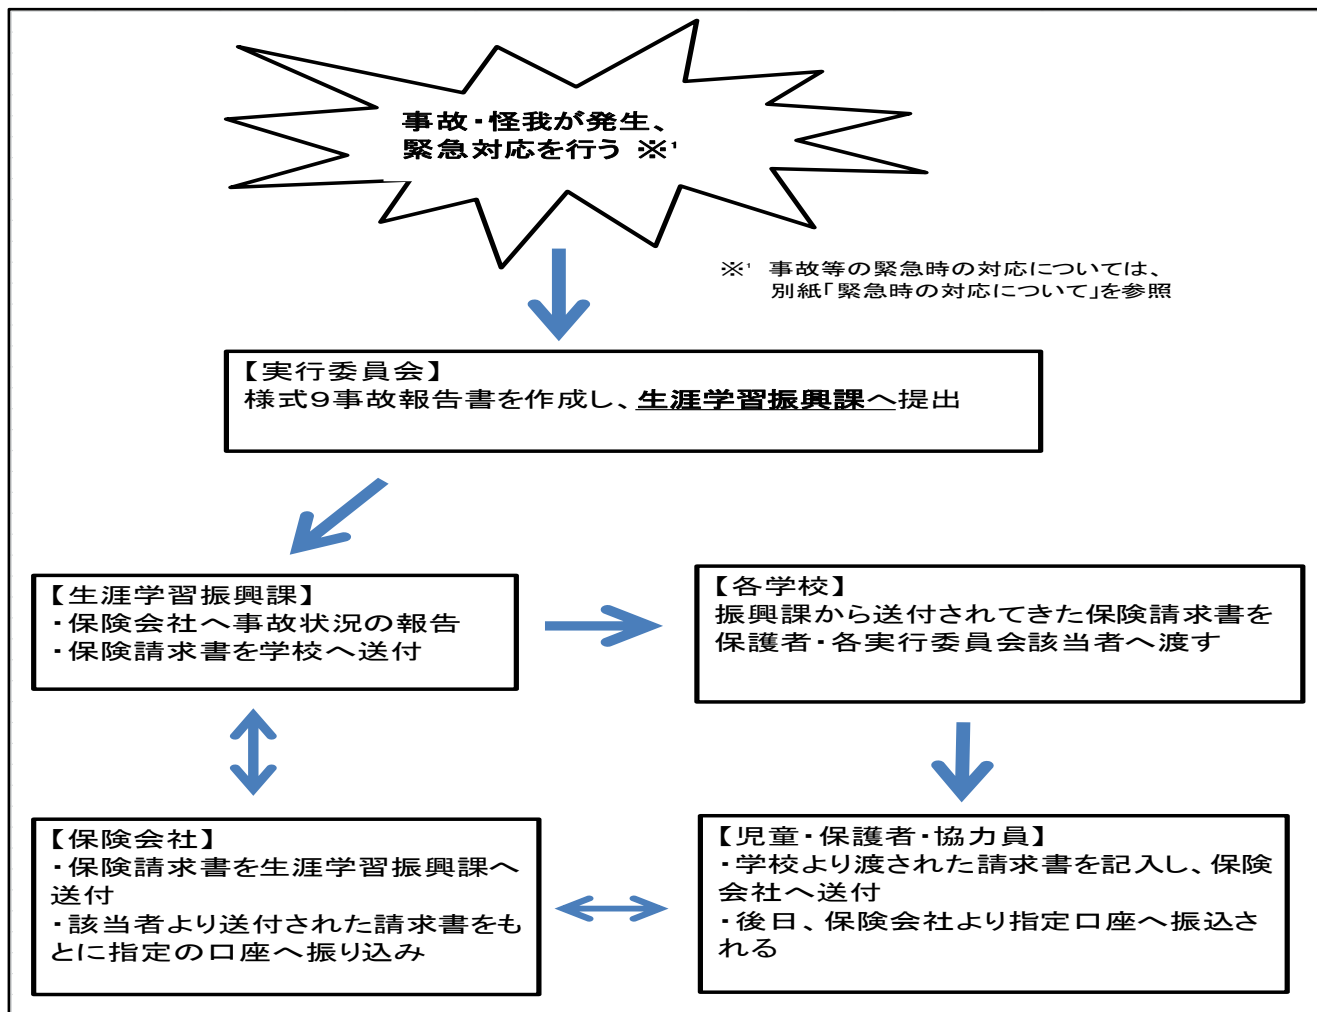 事故・怪我が発生、
緊急対応を行う ※¹
※¹ 事故等の緊急時の対応については、
別紙「緊急時の対応について」を参照
【実行委員会】
様式９事故報告書を作成し、生涯学習振興課へ提出
【生涯学習振興課】
・保険会社へ事故状況の報告
・保険請求書を学校へ送付
【各学校】
振興課から送付されてきた保険請求書を
保護者・各実行委員会該当者へ渡す
【保険会社】
・保険請求書を生涯学習振興課へ
送付
・該当者より送付された請求書をも
とに指定の口座へ振り込み
【児童・保護者・協力員】
・学校より渡された請求書を記入し、保険
会社へ送付
・後日、保険会社より指定口座へ振込さ
れる